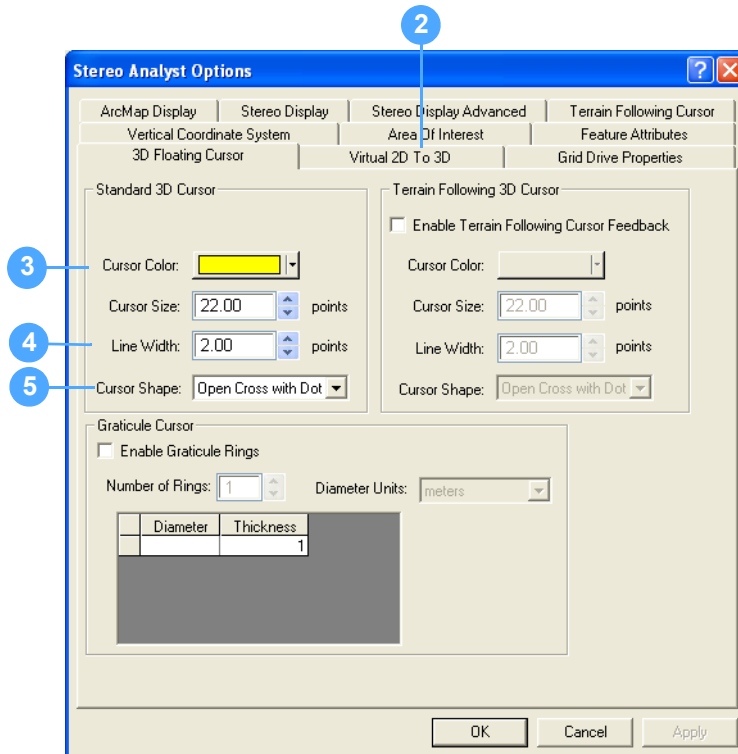 2
Stereo Analyst Options
ArcMap Display Stereo Display Stereo Display Advanced Terrain Following Cursor
Vertical Coordinate System Area Of Interest Feature Attributes
3D Floating Cursor Virtual 2D To 3D Grid Drive Properties
Standard 3D Cursor
3
Cursor Color:
Cursor Size: 22.00 points
4
Line Width: 2.00 points
5
Cursor Shape: Open Cross with Dot
Terrain Following 3D Cursor
Enable Terrain Following Cursor Feedback
Cursor Color:
Cursor Size: 22.00 points
Line Width: 2.00 points
Cursor Shape: Open Cross with Dot
Graticule Cursor
Enable Graticule Rings
Number of Rings: 1 Diameter Units: meters
Diameter Thickness
1
OK Cancel Apply